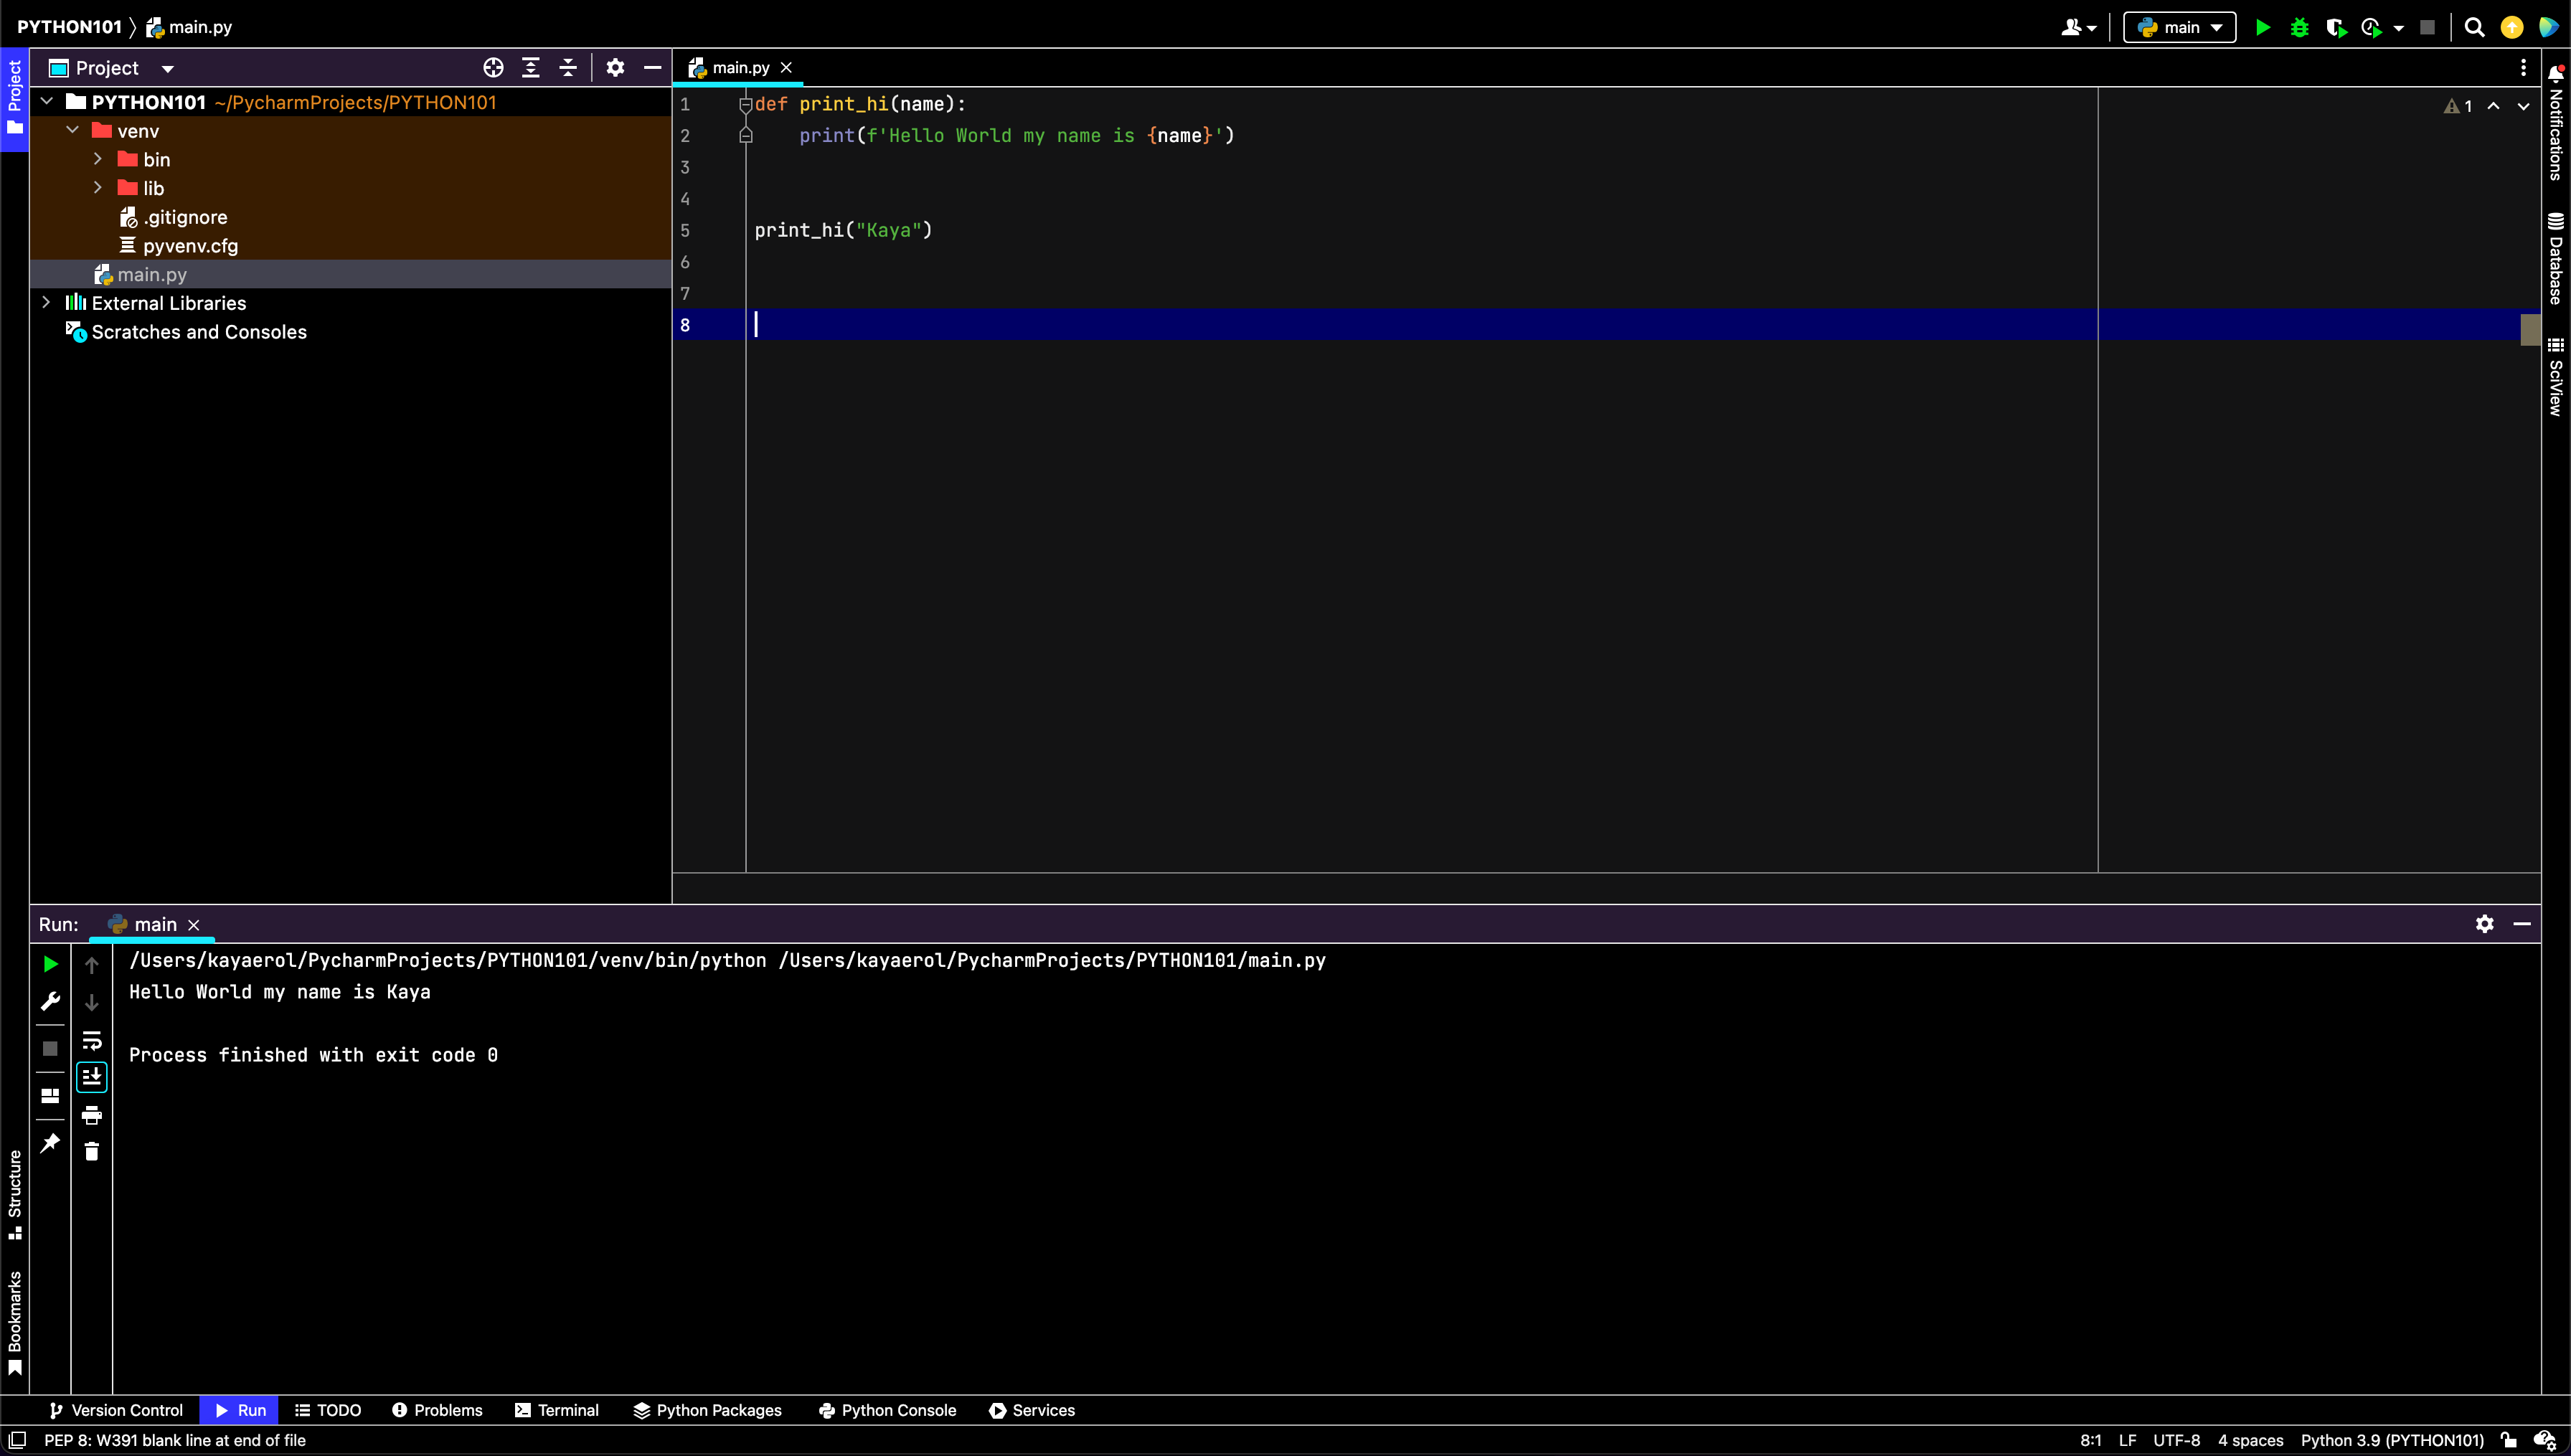 PYTHON101 main.py
main
Project
Project
PYTHON101 ~/PycharmProjects/PYTHON101
venv
bin
lib
.gitignore
pyvenv.cfg
main.py
External Libraries
Scratches and Consoles
main.py
1 def print_hi(name):
2     print(f'Hello World my name is {name}')
3
4
5 print_hi("Kaya")
6
7
8
1
Notifications
Database
SciView
Run: main
/Users/kayaerol/PycharmProjects/PYTHON101/venv/bin/python /Users/kayaerol/PycharmProjects/PYTHON101/main.py
Hello World my name is Kaya
Process finished with exit code 0
Structure
Bookmarks
Version Control Run TODO Problems Terminal Python Packages Python Console Services
PEP 8: W391 blank line at end of file 8:1 LF UTF-8 4 spaces Python 3.9 (PYTHON101)